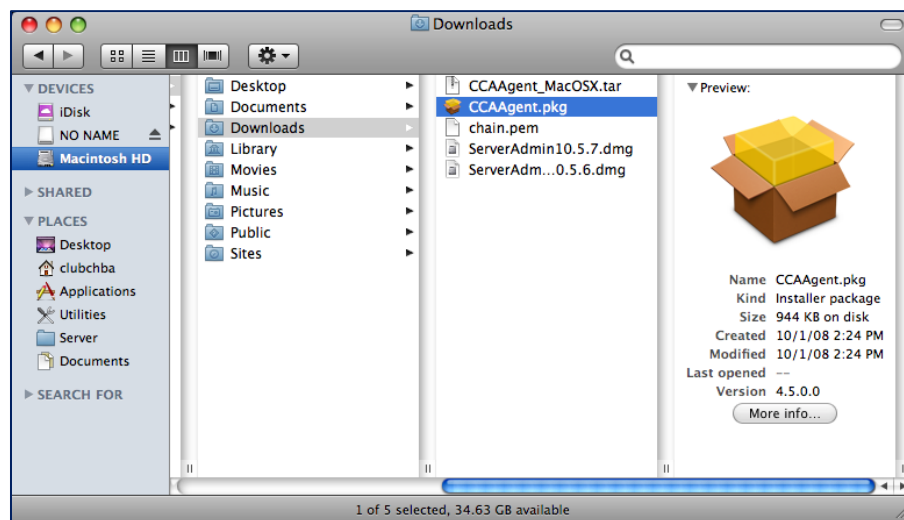 Downloads
DEVICES
iDisk
NO NAME
Macintosh HD
SHARED
PLACES
Desktop
clubchba
Applications
Utilities
Server
Documents
SEARCH FOR
Desktop
Documents
Downloads
Library
Movies
Music
Pictures
Public
Sites
CCAAgent_MacOSX.tar
CCAAgent.pkg
chain.pem
ServerAdmin10.5.7.dmg
ServerAdm...0.5.6.dmg
Preview:
Name CCAAgent.pkg
Kind Installer package
Size 944 KB on disk
Created 10/1/08 2:24 PM
Modified 10/1/08 2:24 PM
Last opened --
Version 4.5.0.0
More info...
1 of 5 selected, 34.63 GB available